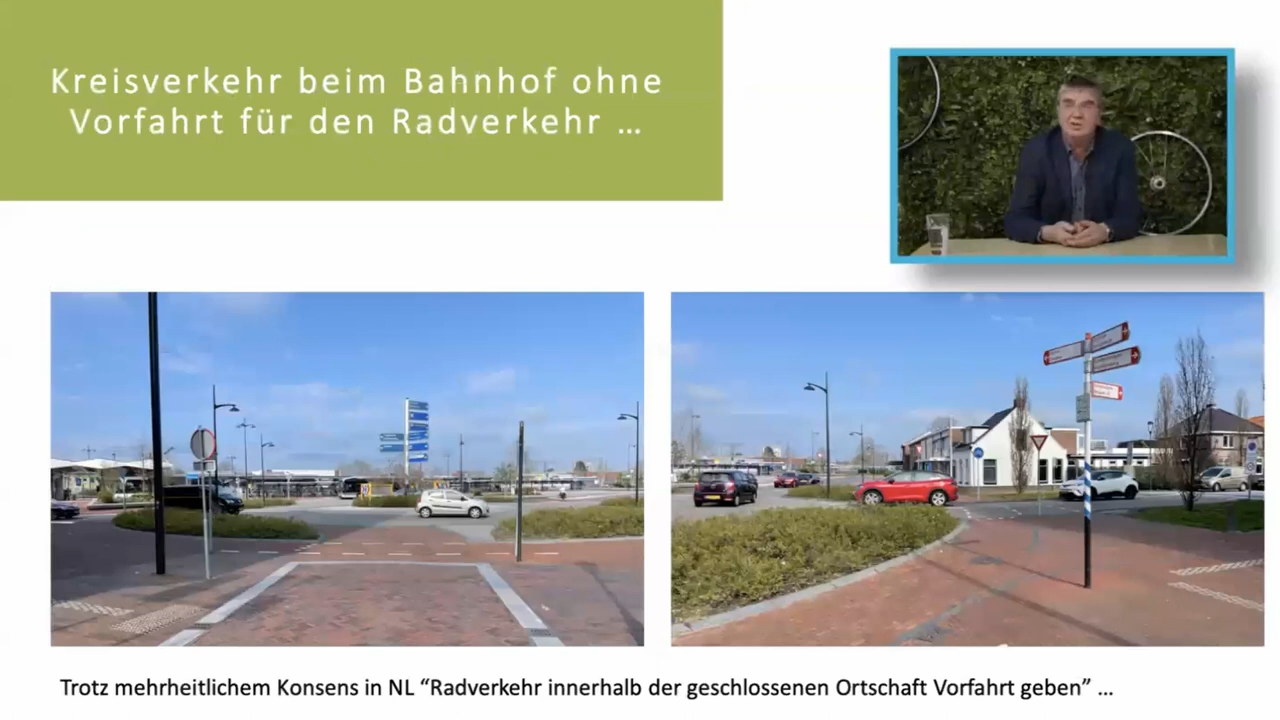 Kreisverkehr beim Bahnhof ohne
Vorfahrt für den Radverkehr …
Trotz mehrheitlichem Konsens in NL “Radverkehr innerhalb der geschlossenen Ortschaft Vorfahrt geben” …